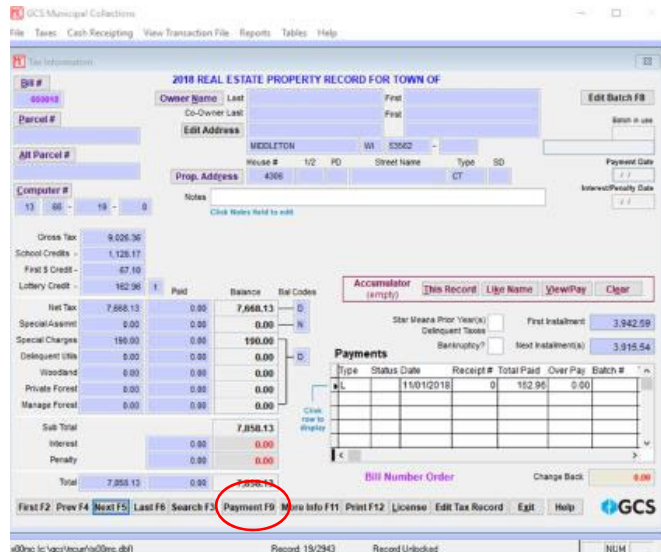 GCS Municipal Collections
File Taxes Cash Receipting View Transaction File Reports Tables Help
Tax Information
Bill # 2018 REAL ESTATE PROPERTY RECORD FOR TOWN OF
Owner Name Last First Edit Batch F8
Co-Owner Last First Batch in use
Parcel # Edit Address
MIDDLETON WI 53562 -
Alt Parcel # House # 1/2 PD Street Name Type SD Payment Date
Prop. Address 4306 CT / /
Computer # Notes Interest/Penalty Date
13 66 - 19 - 0 / /
Click Notes field to edit
Gross Tax 9,026.36
School Credits - 1,128.17
First $ Credit - 67.10
Lottery Credit - 162.96 1 Paid Balance Bal Codes Accumulator (empty) This Record Like Name View/Pay Clear
Net Tax 7,668.13 0.00 7,668.13 D Star Means Prior Year(s) Delinquent Taxes First Installment 3,942.59
Special Assmnt 0.00 0.00 0.00 N
Special Charges 190.00 0.00 190.00 Bankruptcy? Next Installment(s) 3,915.54
Delinquent Utils 0.00 0.00 0.00 D Payments
Woodland 0.00 0.00 0.00 Type Status Date Receipt # Total Paid Over Pay Batch #
Private Forest 0.00 0.00 0.00 L 11/01/2018 0 162.96 0.00
Manage Forest 0.00 0.00 0.00 Click row to display
Sub Total 7,858.13
Interest 0.00 0.00
Penalty 0.00 0.00
Bill Number Order Change Back 0.00
Total 7,858.13 0.00 7,858.13
First F2 Prev F4 Next F5 Last F6 Search F3 Payment F9 More Info F11 Print F12 License Edit Tax Record Exit Help GCS
Record: 19/2943 Record Unlocked NUM